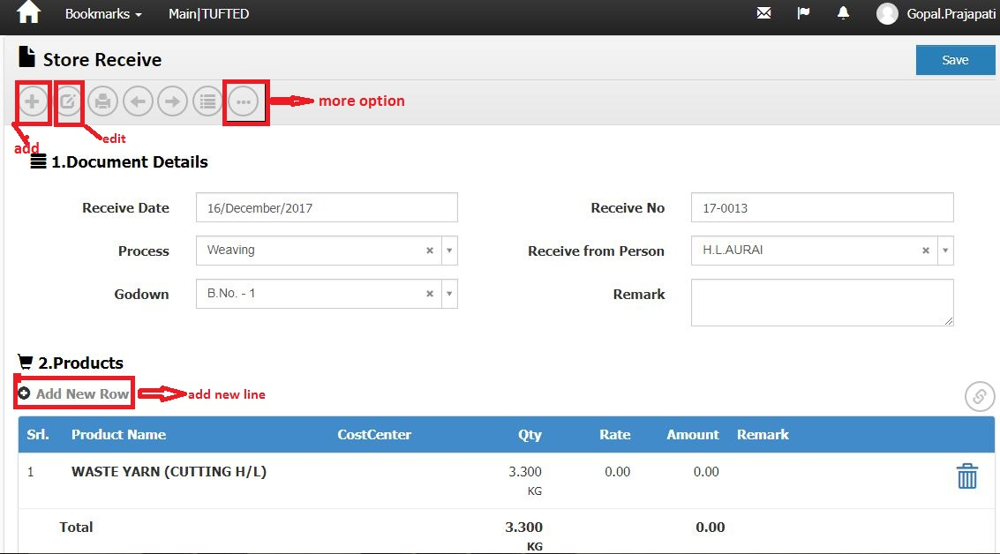 Bookmarks Main|TUFTED Gopal.Prajapati
Store Receive Save
more option
add edit
1.Document Details
Receive Date 16/December/2017 Receive No 17-0013
Process Weaving Receive from Person H.L.AURAI
Godown B.No. - 1 Remark
2.Products
Add New Row add new line
Srl. Product Name CostCenter Qty Rate Amount Remark
1 WASTE YARN (CUTTING H/L) 3.300 0.00 0.00
KG
Total 3.300 0.00
KG